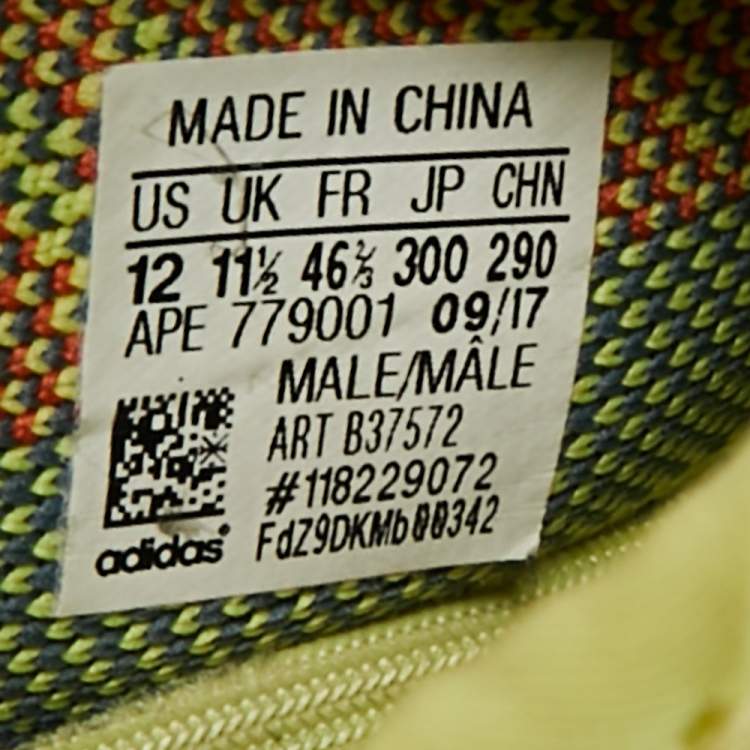 MADE IN CHINA
US UK FR JP CHN
12 11½ 46⅔ 300 290
APE 779001 09/17
MALE/MÂLE
ART B37572
#118229072
FdZ9DKMb00342
adidas®